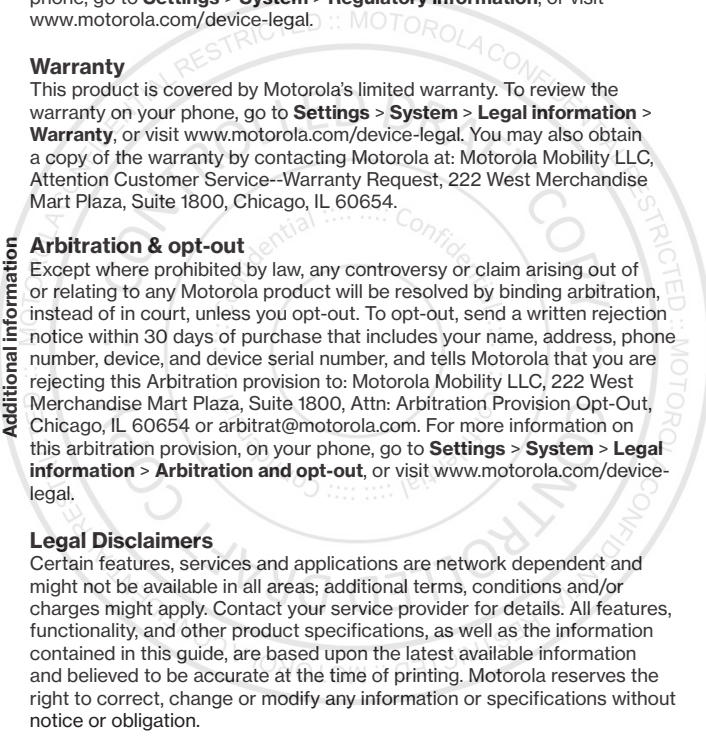 phone, go to Settings > System > Regulatory Information, or visit
www.motorola.com/device-legal.
Warranty
This product is covered by Motorola's limited warranty. To review the
warranty on your phone, go to Settings > System > Legal information >
Warranty, or visit www.motorola.com/device-legal. You may also obtain
a copy of the warranty by contacting Motorola at: Motorola Mobility LLC,
Attention Customer Service--Warranty Request, 222 West Merchandise
Mart Plaza, Suite 1800, Chicago, IL 60654.
Additional information
Arbitration & opt-out
Except where prohibited by law, any controversy or claim arising out of
or relating to any Motorola product will be resolved by binding arbitration,
instead of in court, unless you opt-out. To opt-out, send a written rejection
notice within 30 days of purchase that includes your name, address, phone
number, device, and device serial number, and tells Motorola that you are
rejecting this Arbitration provision to: Motorola Mobility LLC, 222 West
Merchandise Mart Plaza, Suite 1800, Attn: Arbitration Provision Opt-Out,
Chicago, IL 60654 or arbitrat@motorola.com. For more information on
this arbitration provision, on your phone, go to Settings > System > Legal
information > Arbitration and opt-out, or visit www.motorola.com/device-
legal.
Legal Disclaimers
Certain features, services and applications are network dependent and
might not be available in all areas; additional terms, conditions and/or
charges might apply. Contact your service provider for details. All features,
functionality, and other product specifications, as well as the information
contained in this guide, are based upon the latest available information
and believed to be accurate at the time of printing. Motorola reserves the
right to correct, change or modify any information or specifications without
notice or obligation.
MOTOROLA CONFIDENTIAL RESTRICTED :: MOTOROLA CONFIDENTIAL RESTRICTED ::
CONTROLLED DRAFT COPY
CONTROLLED DRAFT COPY
Confidential :::: :::: Confidential :::: ::::